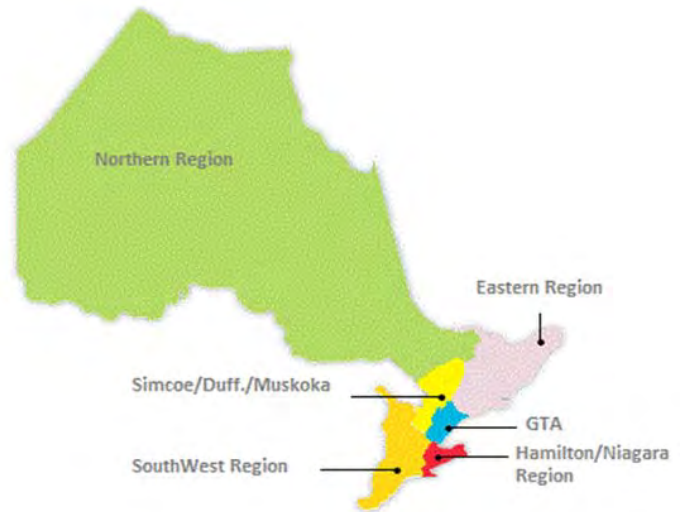 Northern Region
Eastern Region
Simcoe/Duff./Muskoka
GTA
Hamilton/Niagara
Region
SouthWest Region